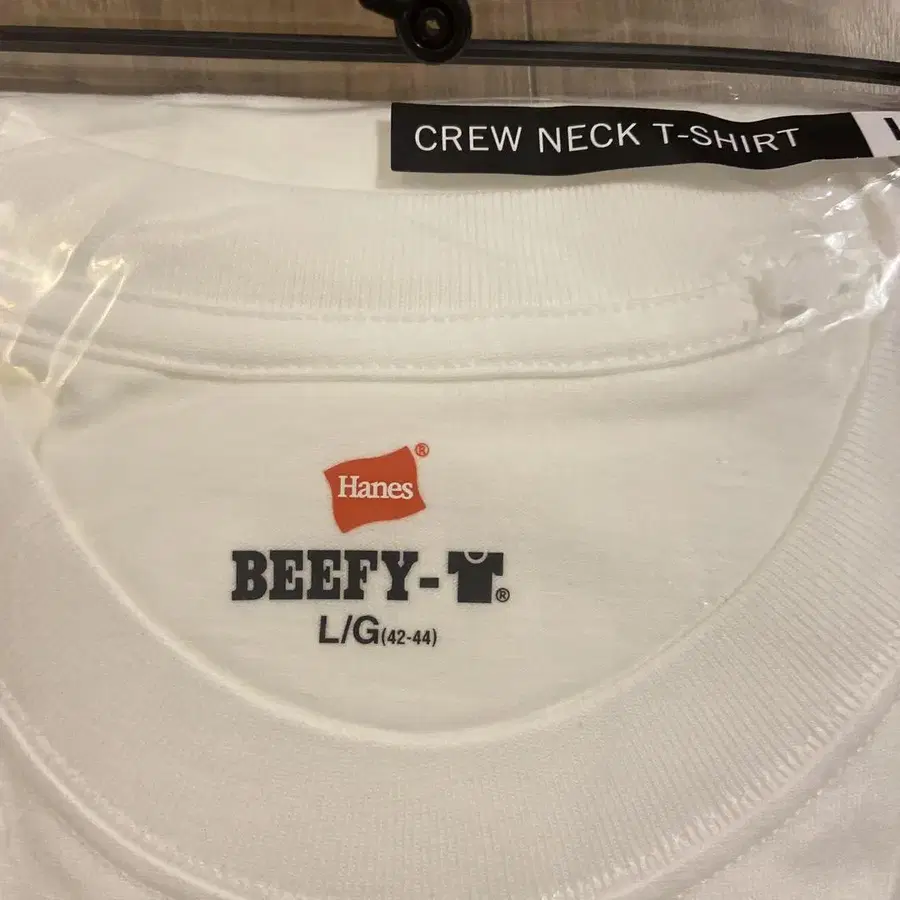 CREW NECK T-SHIRT
Hanes®
BEEFY-T®
L/G(42-44)